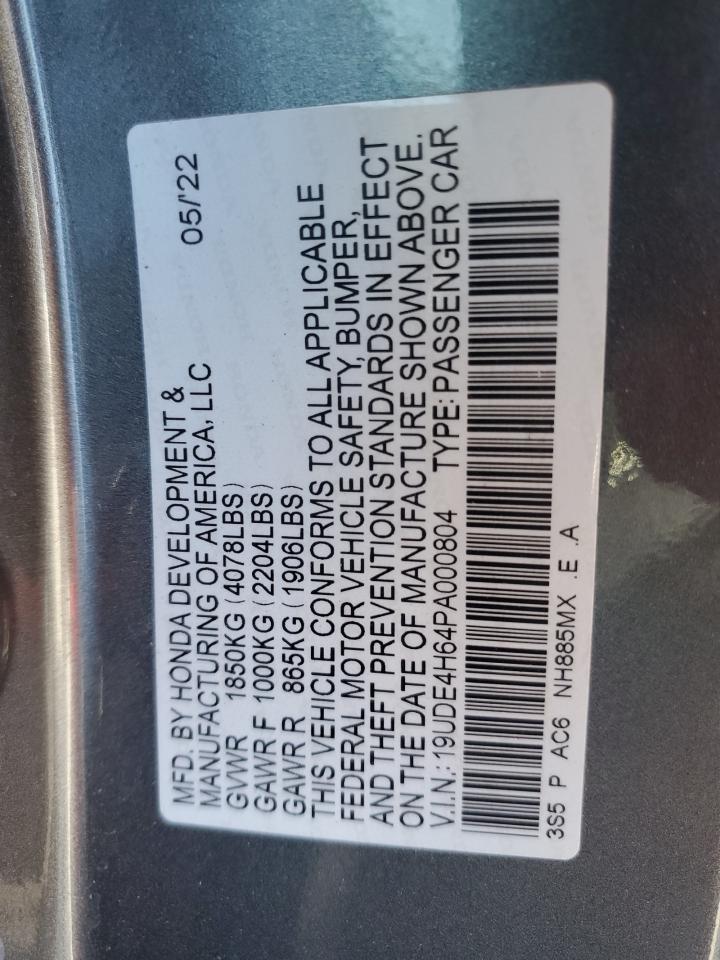 MFD. BY HONDA DEVELOPMENT &
MANUFACTURING OF AMERICA, LLC 05/'22
GVWR 1850KG (4078LBS)
GAWR F 1000KG (2204LBS)
GAWR R 865KG (1906LBS)
THIS VEHICLE CONFORMS TO ALL APPLICABLE
FEDERAL MOTOR VEHICLE SAFETY, BUMPER,
AND THEFT PREVENTION STANDARDS IN EFFECT
ON THE DATE OF MANUFACTURE SHOWN ABOVE.
V.I.N.: 19UDE4H64PA000804 TYPE: PASSENGER CAR
3S5 P AC6 NH885MX .E .A